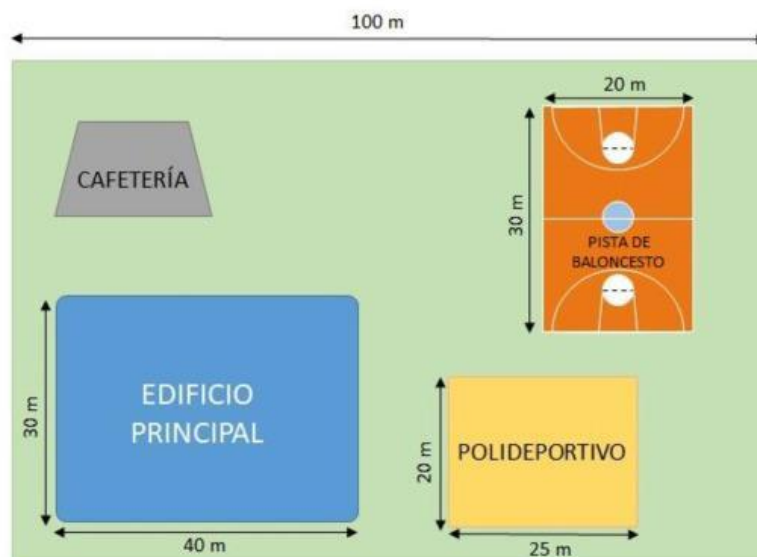 100 m
20 m
CAFETERÍA
30 m
PISTA DE
BALONCESTO
EDIFICIO
PRINCIPAL
30 m
POLIDEPORTIVO
20 m
40 m
25 m